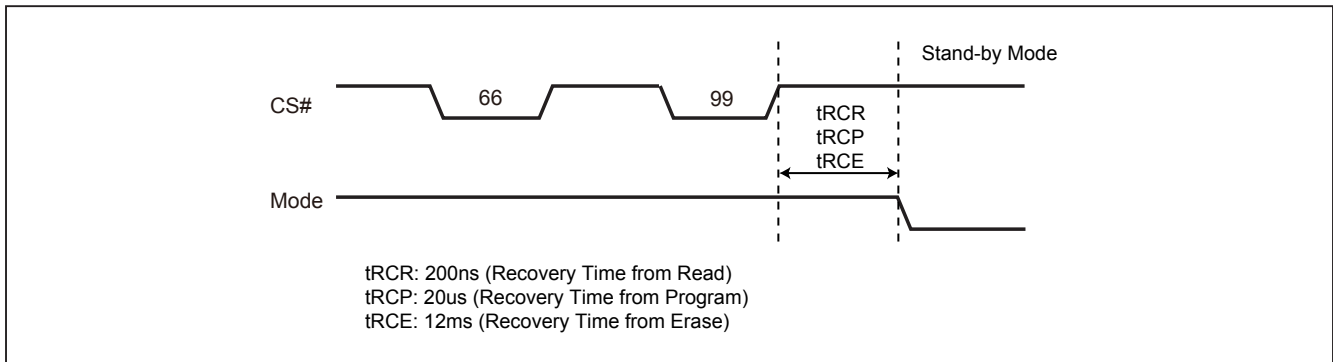 Stand-by Mode
CS#
66
99
tRCR
tRCP
tRCE
Mode
tRCR: 200ns (Recovery Time from Read)
tRCP: 20us (Recovery Time from Program)
tRCE: 12ms (Recovery Time from Erase)